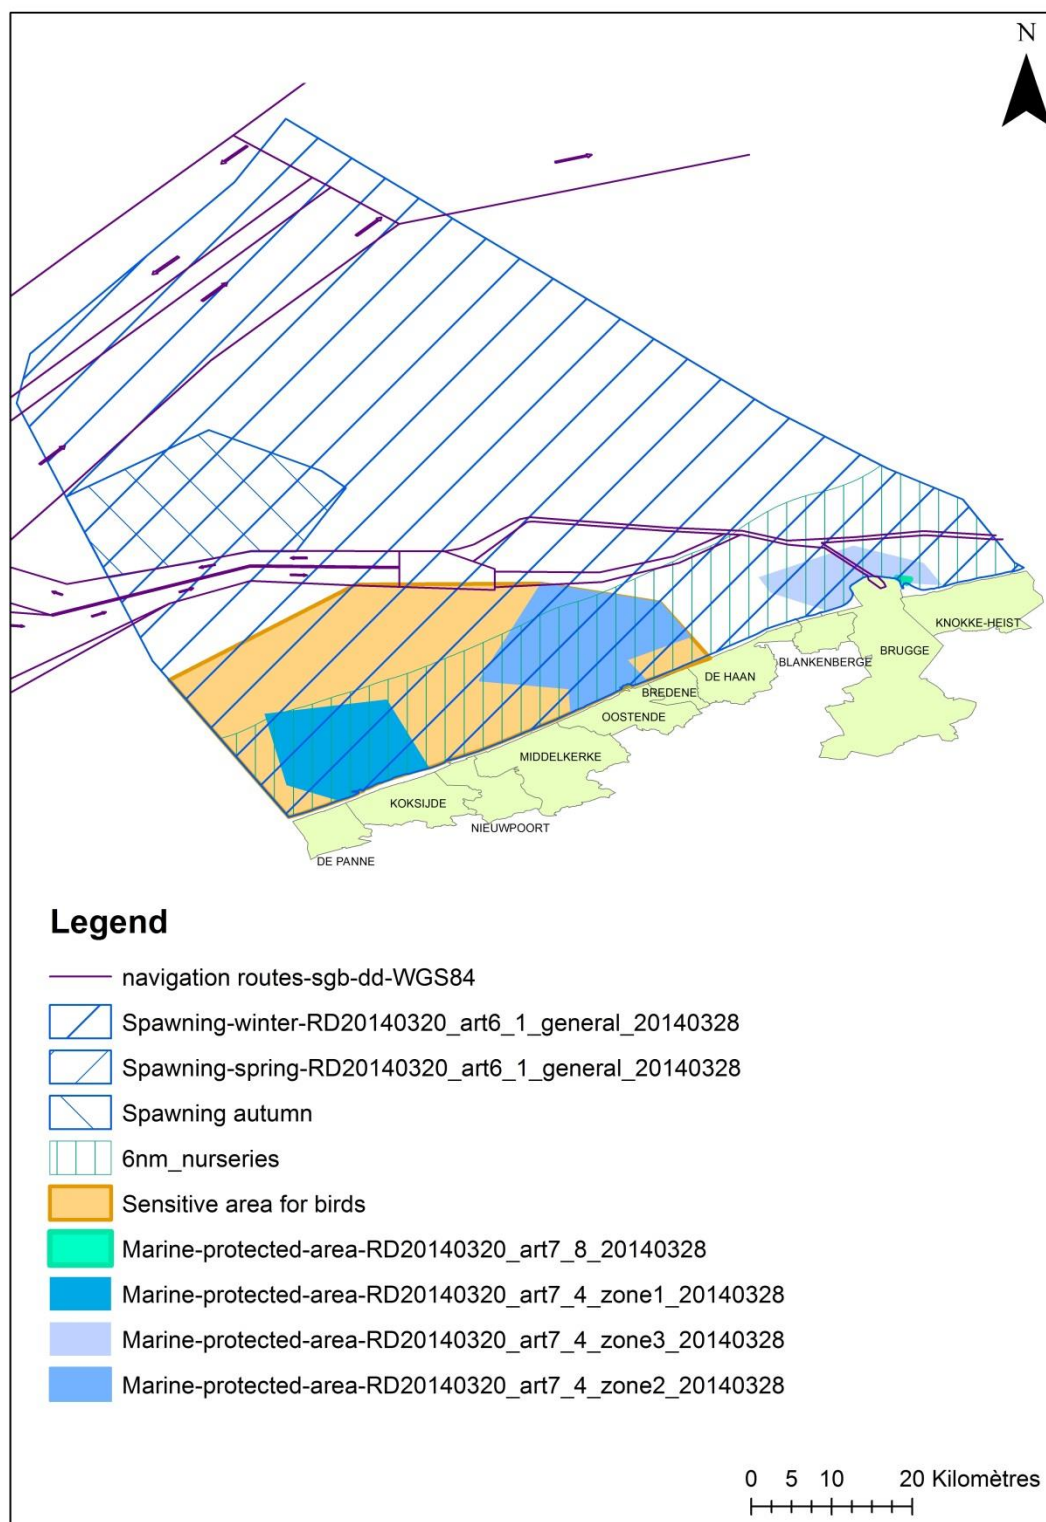 N
KNOKKE-HEIST
BRUGGE
BLANKENBERGE
DE HAAN
BREDENE
OOSTENDE
MIDDELKERKE
KOKSIJDE
NIEUWPOORT
DE PANNE
Legend
navigation routes-sgb-dd-WGS84
Spawning-winter-RD20140320_art6_1_general_20140328
Spawning-spring-RD20140320_art6_1_general_20140328
Spawning autumn
6nm_nurseries
Sensitive area for birds
Marine-protected-area-RD20140320_art7_8_20140328
Marine-protected-area-RD20140320_art7_4_zone1_20140328
Marine-protected-area-RD20140320_art7_4_zone3_20140328
Marine-protected-area-RD20140320_art7_4_zone2_20140328
0 5 10 20 Kilomètres